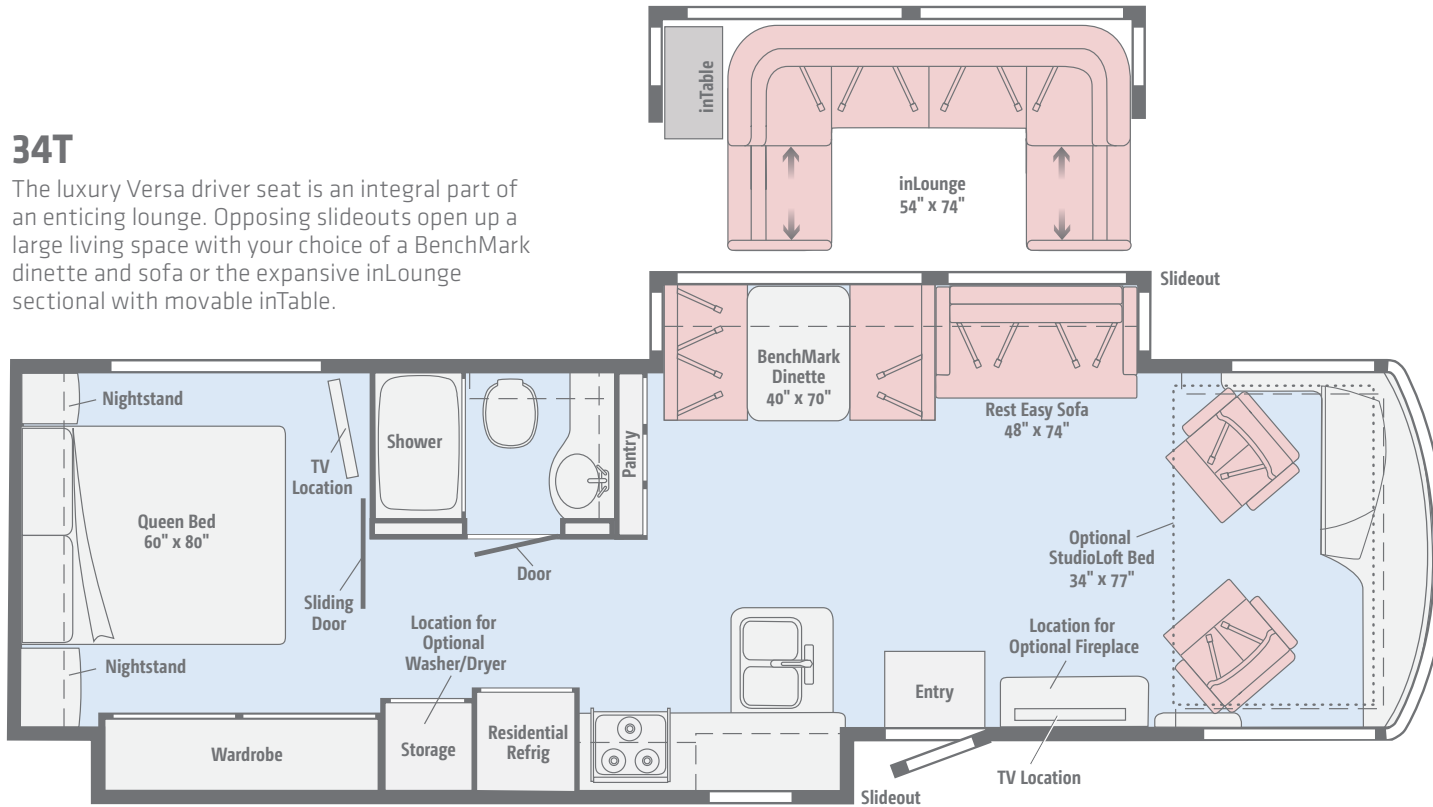 34T
The luxury Versa driver seat is an integral part of
an enticing lounge. Opposing slideouts open up a
large living space with your choice of a BenchMark
dinette and sofa or the expansive inLounge
sectional with movable inTable.
inTable
inLounge
54" x 74"
Slideout
BenchMark
Dinette
40" x 70"
Rest Easy Sofa
48" x 74"
Nightstand
TV
Location
Shower
Pantry
Queen Bed
60" x 80"
Sliding
Door
Door
Optional
StudioLoft Bed
34" x 77"
Location for
Optional
Washer/Dryer
Location for
Optional Fireplace
Nightstand
Entry
Wardrobe
Storage
Residential
Refrig
TV Location
Slideout